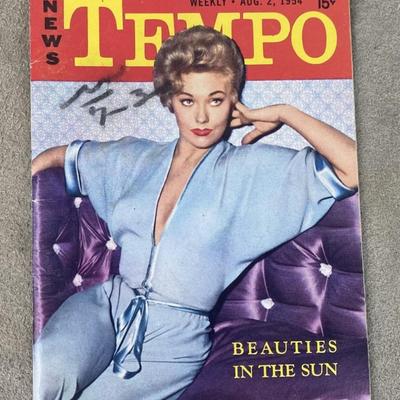 WEEKLY • AUG. 2, 1954 15¢
NEWS
TEMPO
BEAUTIES
IN THE SUN